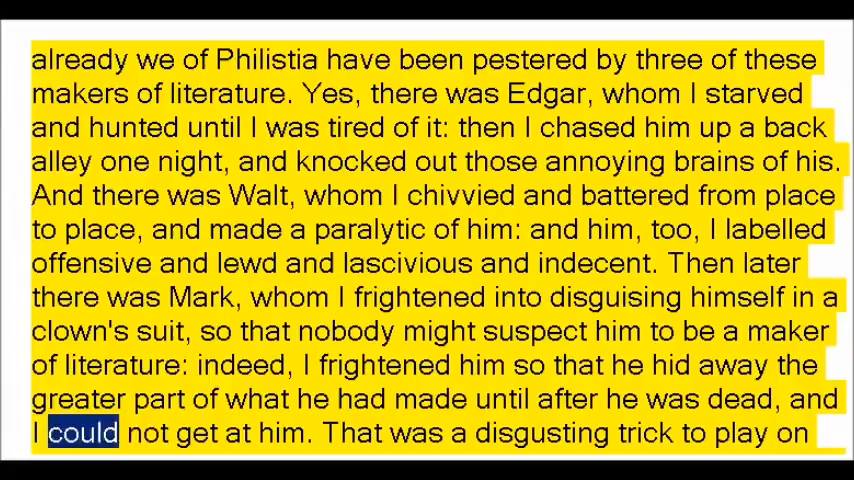 already we of Philistia have been pestered by three of these
makers of literature. Yes, there was Edgar, whom I starved
and hunted until I was tired of it: then I chased him up a back
alley one night, and knocked out those annoying brains of his.
And there was Walt, whom I chivvied and battered from place
to place, and made a paralytic of him: and him, too, I labelled
offensive and lewd and lascivious and indecent. Then later
there was Mark, whom I frightened into disguising himself in a
clown's suit, so that nobody might suspect him to be a maker
of literature: indeed, I frightened him so that he hid away the
greater part of what he had made until after he was dead, and
I could not get at him. That was a disgusting trick to play on